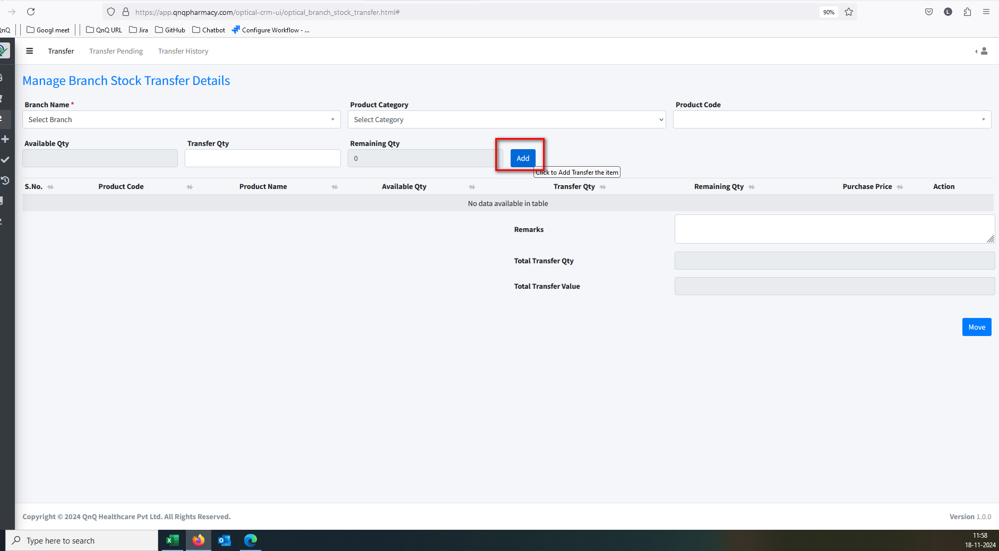 https://app.qnqpharmacy.com/optical-crm-ui/optical_branch_stock_transfer.html#
90%
L
QnQ
Googl meet
QnQ URL
Jira
GitHub
Chatbot
Configure Workflow - ...
Transfer
Transfer Pending
Transfer History
Manage Branch Stock Transfer Details
Branch Name *
Product Category
Product Code
Select Branch
Select Category
Available Qty
Transfer Qty
Remaining Qty
0
Add
Click to Add Transfer the item
S.No.
Product Code
Product Name
Available Qty
Transfer Qty
Remaining Qty
Purchase Price
Action
No data available in table
Remarks
Total Transfer Qty
Total Transfer Value
Move
Copyright © 2024 QnQ Healthcare Pvt Ltd. All Rights Reserved.
Version 1.0.0
Type here to search
11:58
18-11-2024